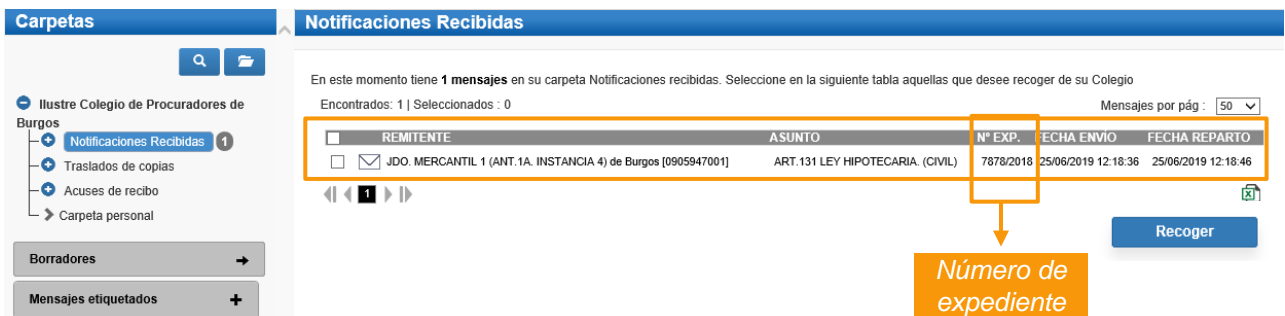 Carpetas
Notificaciones Recibidas
En este momento tiene 1 mensajes en su carpeta Notificaciones recibidas. Seleccione en la siguiente tabla aquellas que desee recoger de su Colegio
Ilustre Colegio de Procuradores de
Burgos
Notificaciones Recibidas 1
Traslados de copias
Acuses de recibo
Carpeta personal
Borradores
Mensajes etiquetados
Encontrados: 1 | Seleccionados : 0
Mensajes por pág : 50
REMITENTE ASUNTO Nº EXP. FECHA ENVÍO FECHA REPARTO
JDO. MERCANTIL 1 (ANT.1A. INSTANCIA 4) de Burgos [0905947001] ART.131 LEY HIPOTECARIA. (CIVIL) 7878/2018 25/06/2019 12:18:36 25/06/2019 12:18:46
1
Recoger
Número de
expediente